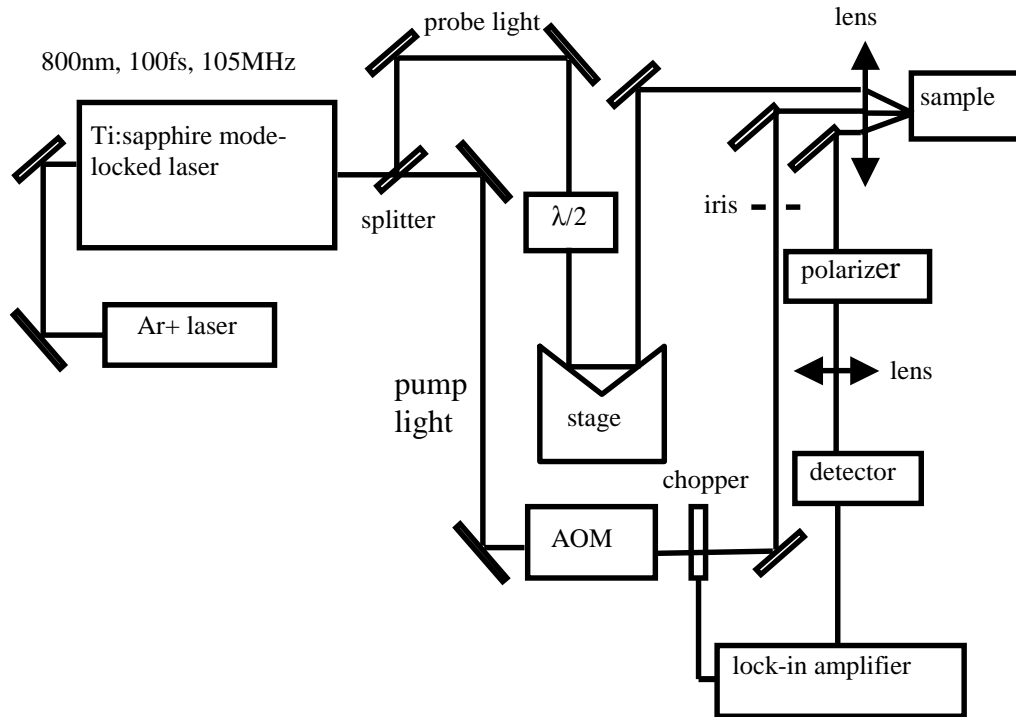 lens
probe light
800nm, 100fs, 105MHz
sample
Ti:sapphire mode-
locked laser
splitter
λ/2
iris
polarizer
Ar+ laser
pump
light
stage
lens
detector
chopper
AOM
lock-in amplifier